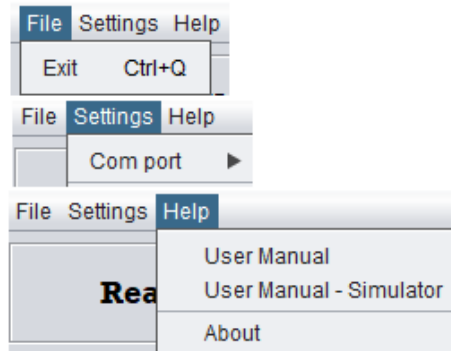 File Settings Help
Exit Ctrl+Q
File Settings Help
Com port
File Settings Help
User Manual
Rea
User Manual - Simulator
About